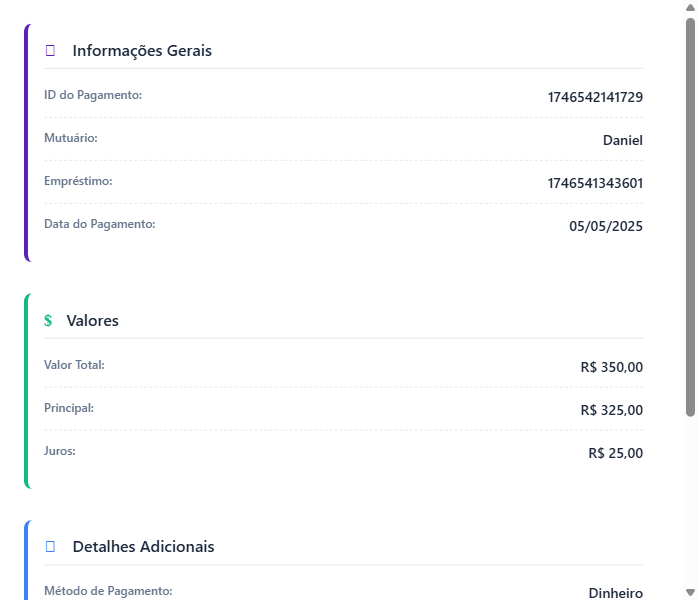 Informações Gerais
ID do Pagamento: 1746542141729
Mutuário: Daniel
Empréstimo: 1746541343601
Data do Pagamento: 05/05/2025
$ Valores
Valor Total: R$ 350,00
Principal: R$ 325,00
Juros: R$ 25,00
Detalhes Adicionais
Método de Pagamento: Dinheiro